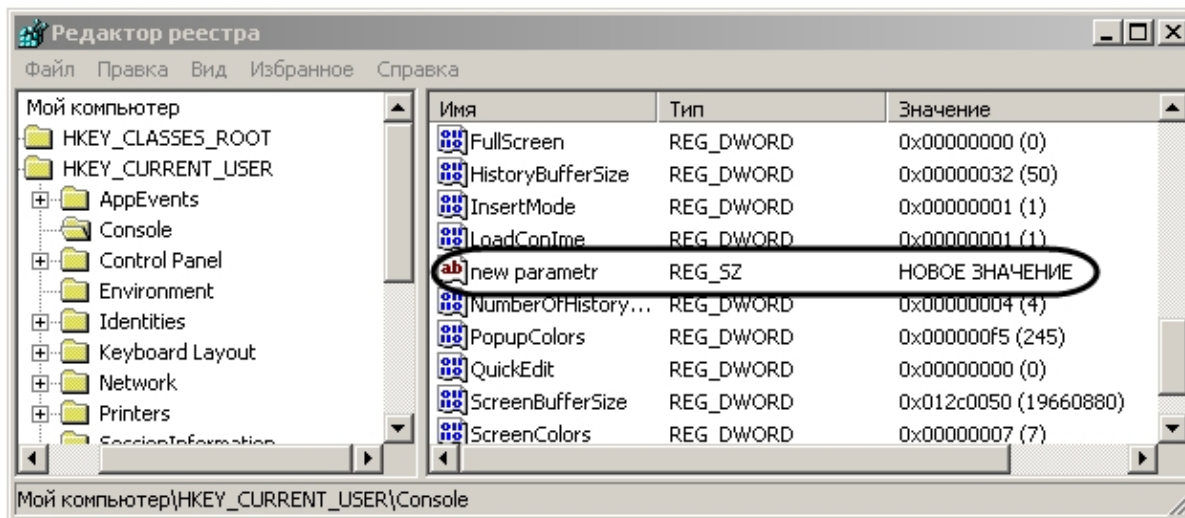 Редактор реестра
Файл Правка Вид Избранное Справка
Мой компьютер
HKEY_CLASSES_ROOT
HKEY_CURRENT_USER
AppEvents
Console
Control Panel
Environment
Identities
Keyboard Layout
Network
Printers
SessionInformation
Имя Тип Значение
FullScreen REG_DWORD 0x00000000 (0)
HistoryBufferSize REG_DWORD 0x00000032 (50)
InsertMode REG_DWORD 0x00000001 (1)
LoadConIme REG_DWORD 0x00000001 (1)
new parametr REG_SZ НОВОЕ ЗНАЧЕНИЕ
NumberOfHistory... REG_DWORD 0x00000004 (4)
PopupColors REG_DWORD 0x000000f5 (245)
QuickEdit REG_DWORD 0x00000000 (0)
ScreenBufferSize REG_DWORD 0x012c0050 (19660880)
ScreenColors REG_DWORD 0x00000007 (7)
Мой компьютер\HKEY_CURRENT_USER\Console